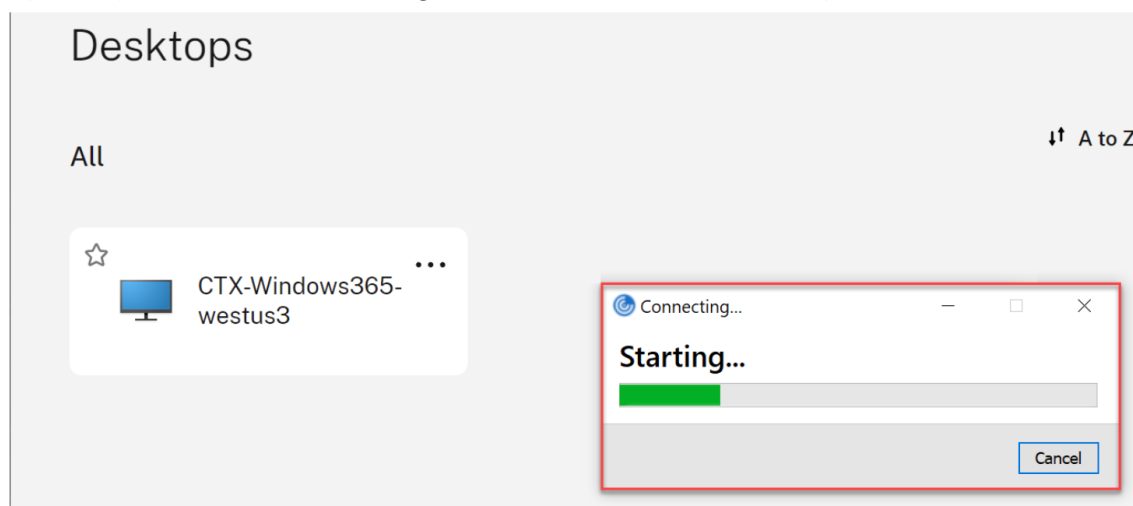 Desktops
All
A to Z
CTX-Windows365-
westus3
Connecting...
Starting...
Cancel